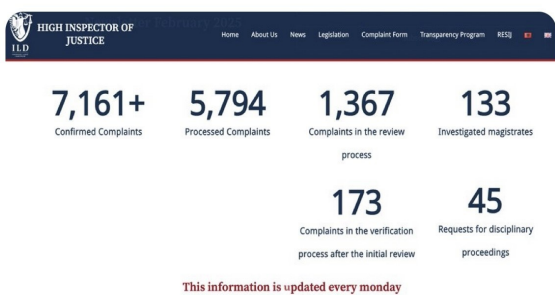 for February 2025
HIGH INSPECTOR OF
JUSTICE
ILD
Home About Us News Legislation Complaint Form Transparency Program RESIJ
7,161+ 5,794 1,367 133
Confirmed Complaints Processed Complaints Complaints in the review Investigated magistrates
process
173 45
Complaints in the verification Requests for disciplinary
process after the initial review proceedings
This information is updated every monday